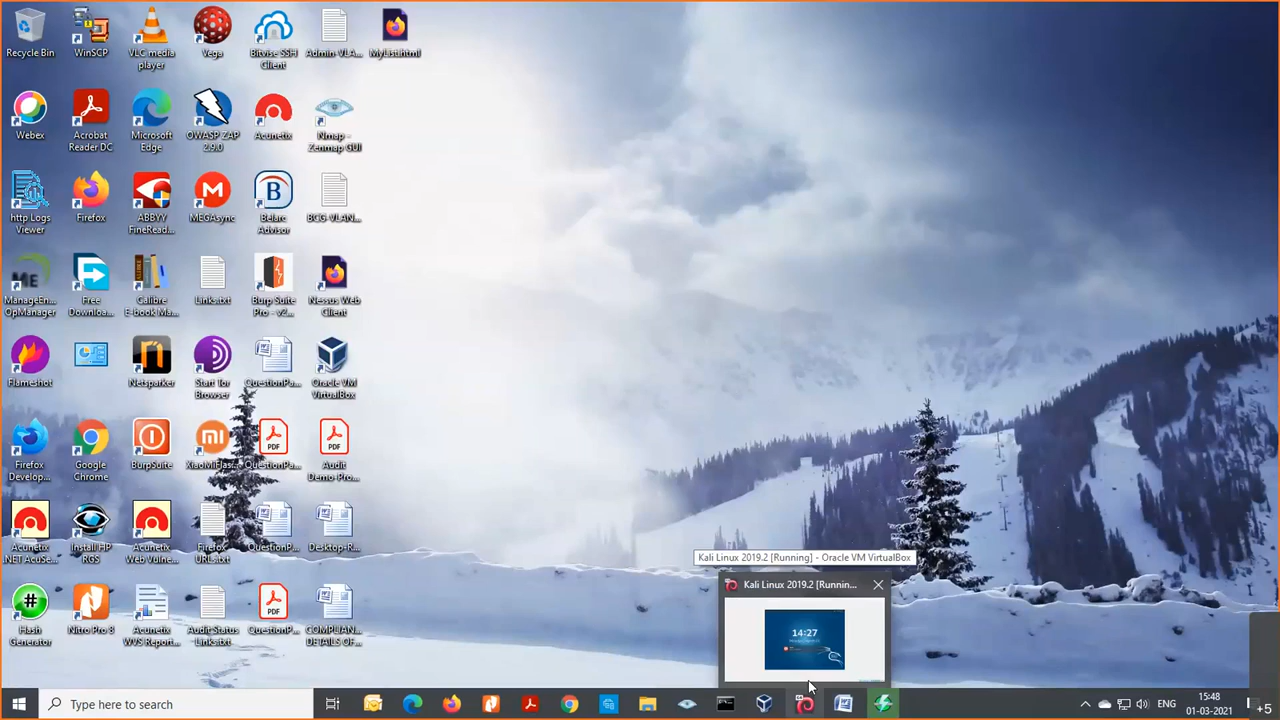 Recycle Bin
WinSCP
VLC media
player
Vega
Bitvise SSH
Client
Admin-VLA...
MyList.html
Webex
Acrobat
Reader DC
Microsoft
Edge
OWASP ZAP
2.9.0
Acunetix
Nmap -
Zenmap GUI
http Logs
Viewer
Firefox
ABBYY
FineRead...
MEGAsync
Belarc
Advisor
BCG-VLAN...
ManageEn...
OpManager
Free
Downloa...
Calibre
E-book Ma...
Links.txt
Burp Suite
Pro - v2...
Nessus Web
Client
Flameshot
Netsparker
Start Tor
Browser
QuestionPa...
Oracle VM
VirtualBox
Firefox
Develop...
Google
Chrome
BurpSuite
XiaoMiFlas...
QuestionPa...
Audit
Demo-Pro...
Acunetix
.NET AcuSe...
Install HP
RGS
Acunetix
Web Vulne...
Firefox
URL.txt
QuestionP...
Desktop-R...
Hash
Generator
Nitro Pro 8
Acunetix
WVS Report...
Audit Status
-Links.txt
QuestionP...
COMPLIAN...
DETAILS OF...
Kali Linux 2019.2 [Running] - Oracle VM VirtualBox
Kali Linux 2019.2 [Runnin...
14:27
Type here to search
ENG
15:48
01-03-2021
+5